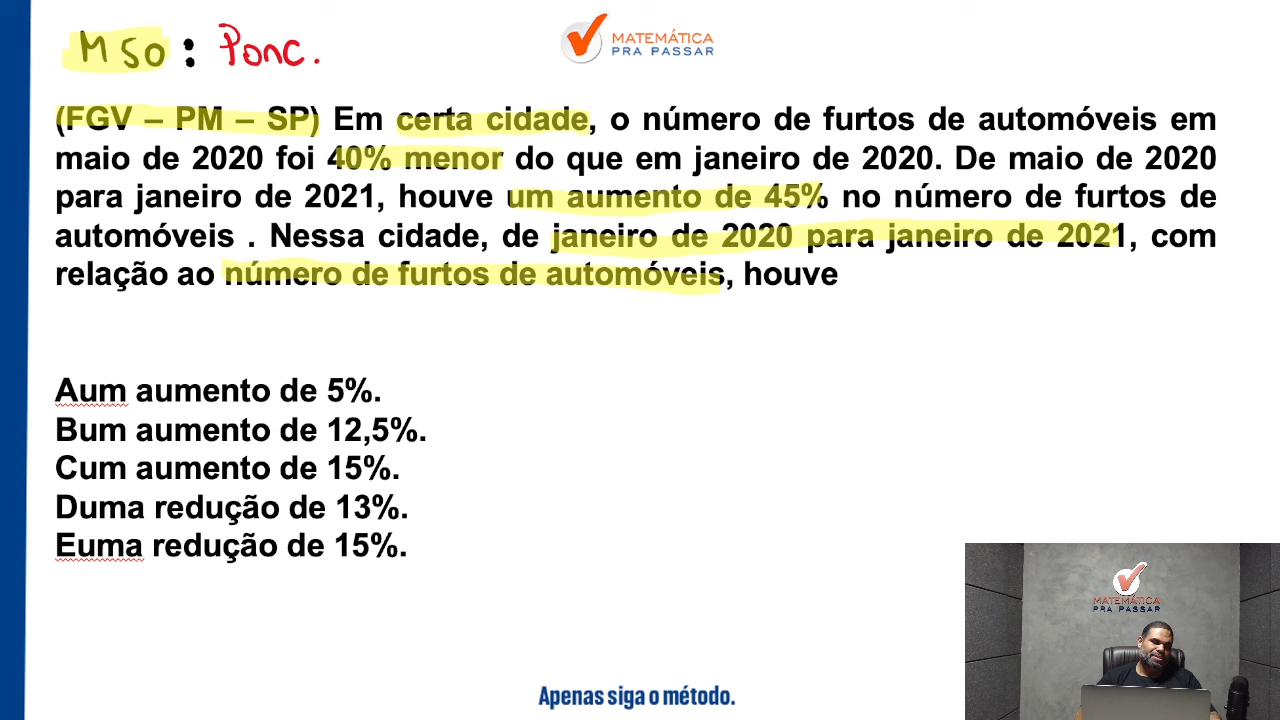 M50 : Porc.
MATEMÁTICA
PRA PASSAR
(FGV – PM – SP) Em certa cidade, o número de furtos de automóveis em
maio de 2020 foi 40% menor do que em janeiro de 2020. De maio de 2020
para janeiro de 2021, houve um aumento de 45% no número de furtos de
automóveis . Nessa cidade, de janeiro de 2020 para janeiro de 2021, com
relação ao número de furtos de automóveis, houve
Aum aumento de 5%.
Bum aumento de 12,5%.
Cum aumento de 15%.
Duma redução de 13%.
Euma redução de 15%.
MATEMÁTICA
PRA PASSAR
Apenas siga o método.